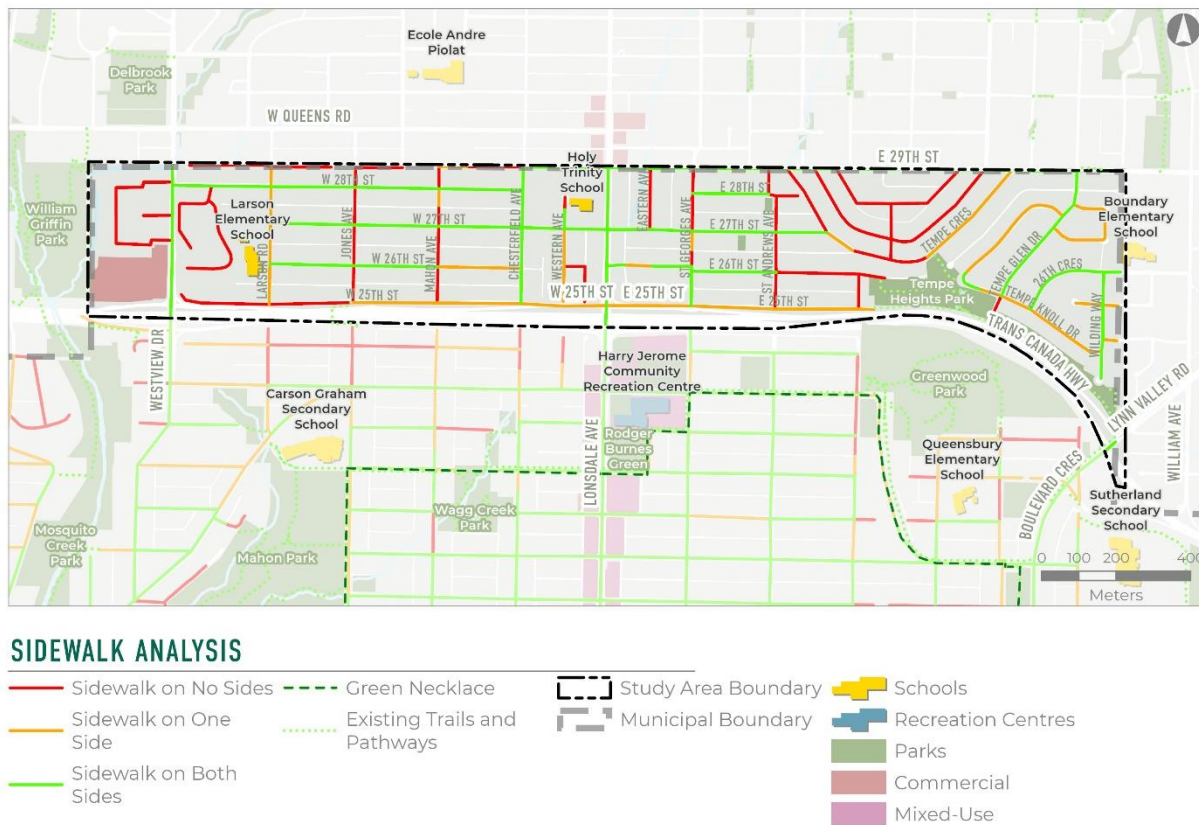 Ecole Andre
Piolat
Delbrook
Park
W QUEENS RD
E 29TH ST
Holy
Trinity
School
W 28TH ST
E 28TH ST
EASTERN AVE
William
Griffin Park
Larson
Elementary
School
Boundary
Elementary
School
W 27TH ST
E 27TH ST
TEMPE CRES
LARSON RD
JONES AVE
MAHON AVE
CHESTERFIELD AVE
WESTERN AVE
ST GEORGES AVE
ST ANDREWS AVE
W 26TH ST
E 26TH ST
TEMPE GLEN DR
26TH CRES
Tempe
Heights Park
W 25TH ST
W 25TH ST
E 25TH ST
E 25TH ST
TEMPE KNOLL DR
WILDING WAY
TRANS CANADA HWY
WESTVIEW DR
Harry Jerome
Community
Recreation Centre
Greenwood
Park
LYNN VALLEY RD
Carson Graham
Secondary
School
Rodger
Burnes
Green
LONSDALE AVE
Queensbury
Elementary
School
WILLIAM AVE
BOULEVARD CRES
Sutherland
Secondary
School
Wagg Creek
Park
Mosquito
Creek
Park
Mahon Park
0 100 200 400
Meters
SIDEWALK ANALYSIS
Sidewalk on No Sides
Sidewalk on One
Side
Sidewalk on Both
Sides
Green Necklace
Existing Trails and
Pathways
Study Area Boundary
Municipal Boundary
Schools
Recreation Centres
Parks
Commercial
Mixed-Use